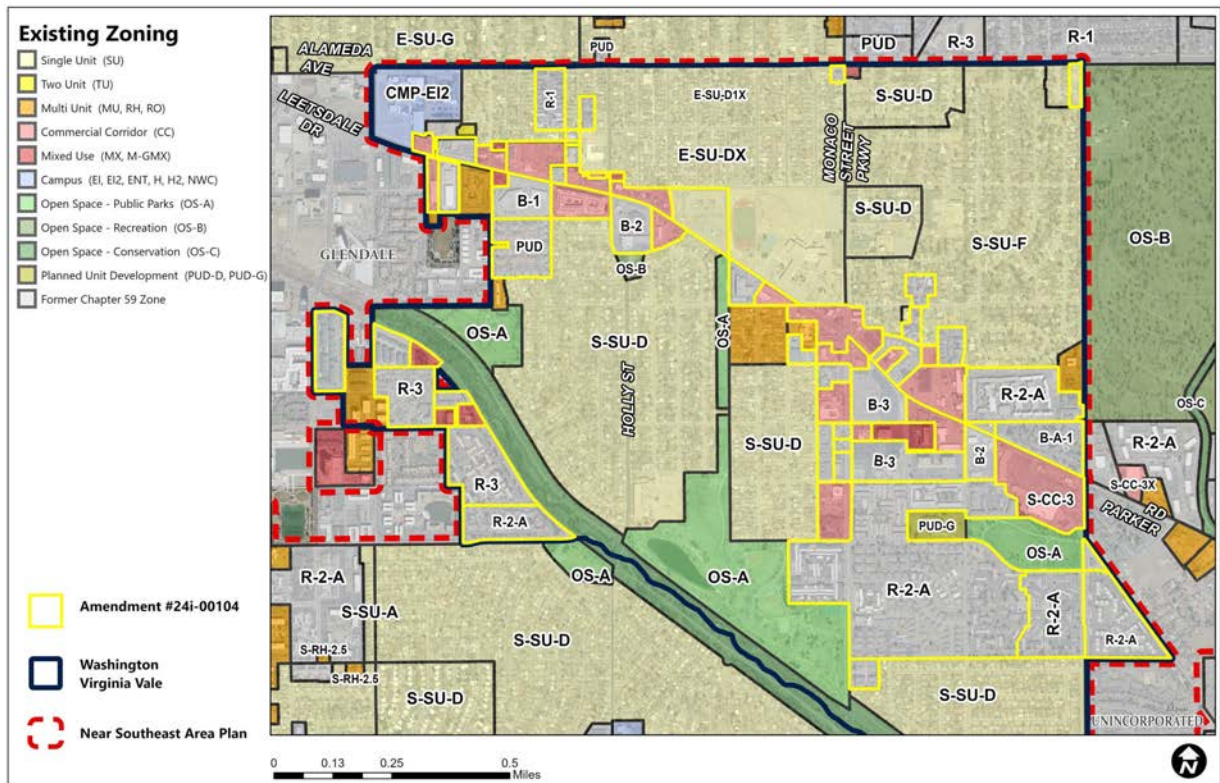 Existing Zoning
Single Unit (SU)
Two Unit (TU)
Multi Unit (MU, RH, RO)
Commercial Corridor (CC)
Mixed Use (MX, M-GMX)
Campus (EI, EI2, ENT, H, H2, NWC)
Open Space - Public Parks (OS-A)
Open Space - Recreation (OS-B)
Open Space - Conservation (OS-C)
Planned Unit Development (PUD-D, PUD-G)
Former Chapter 59 Zone
Amendment #24i-00104
Washington
Virginia Vale
Near Southeast Area Plan
0 0.13 0.25 0.5
Miles
E-SU-G
PUD
PUD
R-3
R-1
ALAMEDA
AVE
LEETSDALE
DR
CMP-EI2
R-1
E-SU-D1X
S-SU-D
MONACO
STREET
PKWY
E-SU-DX
B-1
B-2
S-SU-D
S-SU-F
OS-B
GLENDALE
PUD
OS-B
OS-A
S-SU-D
OS-A
HOLLY ST
R-3
R-2-A
OS-C
B-3
S-SU-D
B-A-1
R-2-A
B-3
B-2
S-CC-3X
S-CC-3
R-3
RD
PARKER
R-2-A
PUD-G
OS-A
R-2-A
OS-A
OS-A
R-2-A
R-2-A
R-2-A
S-SU-A
S-SU-D
S-RH-2.5
S-RH-2.5
S-SU-D
S-SU-D
UNINCORPORATED
N